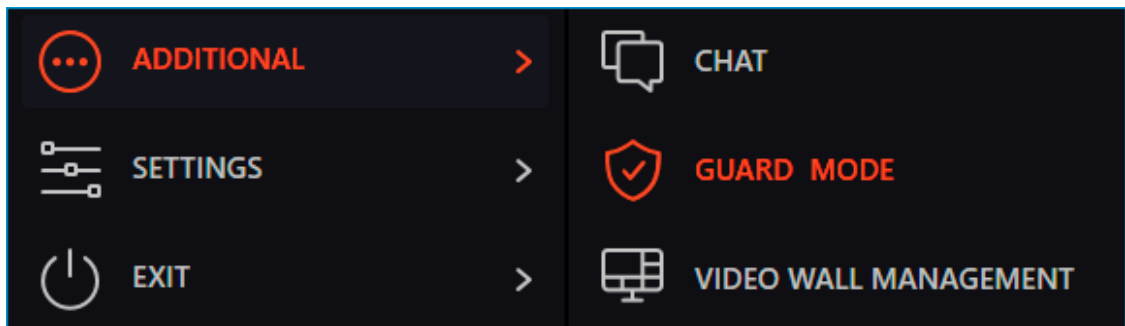 ADDITIONAL
SETTINGS
EXIT
CHAT
GUARD MODE
VIDEO WALL MANAGEMENT